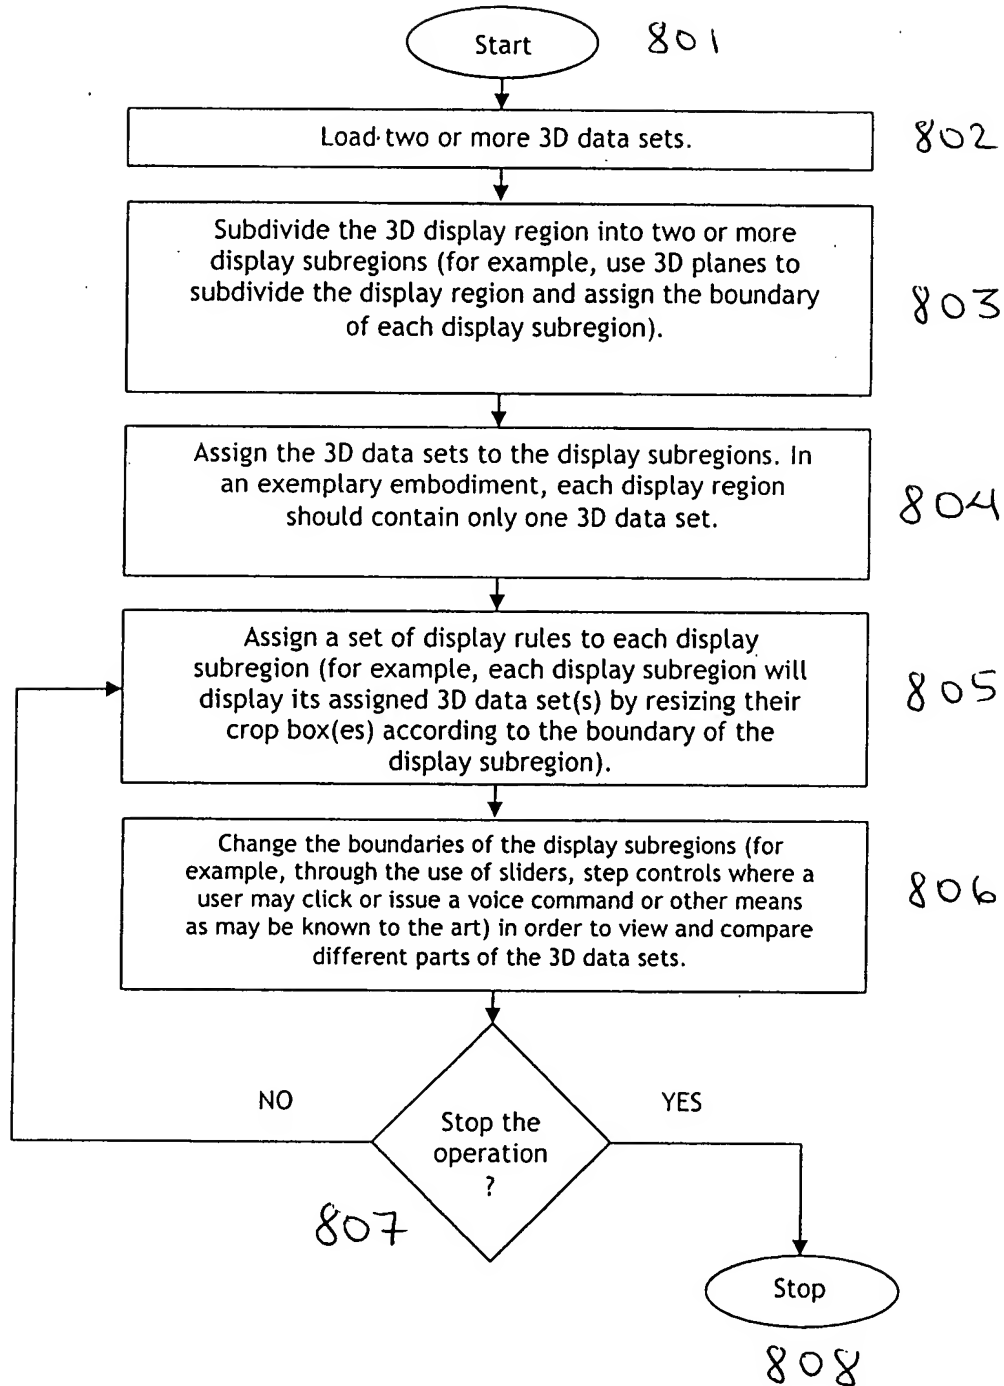 Start
801
Load two or more 3D data sets.
802
Subdivide the 3D display region into two or more
display subregions (for example, use 3D planes to
subdivide the display region and assign the boundary
of each display subregion).
803
Assign the 3D data sets to the display subregions. In
an exemplary embodiment, each display region
should contain only one 3D data set.
804
Assign a set of display rules to each display
subregion (for example, each display subregion will
display its assigned 3D data set(s) by resizing their
crop box(es) according to the boundary of the
display subregion).
805
Change the boundaries of the display subregions (for
example, through the use of sliders, step controls where a
user may click or issue a voice command or other means
as may be known to the art) in order to view and compare
different parts of the 3D data sets.
806
NO
YES
Stop the
operation
?
807
Stop
808